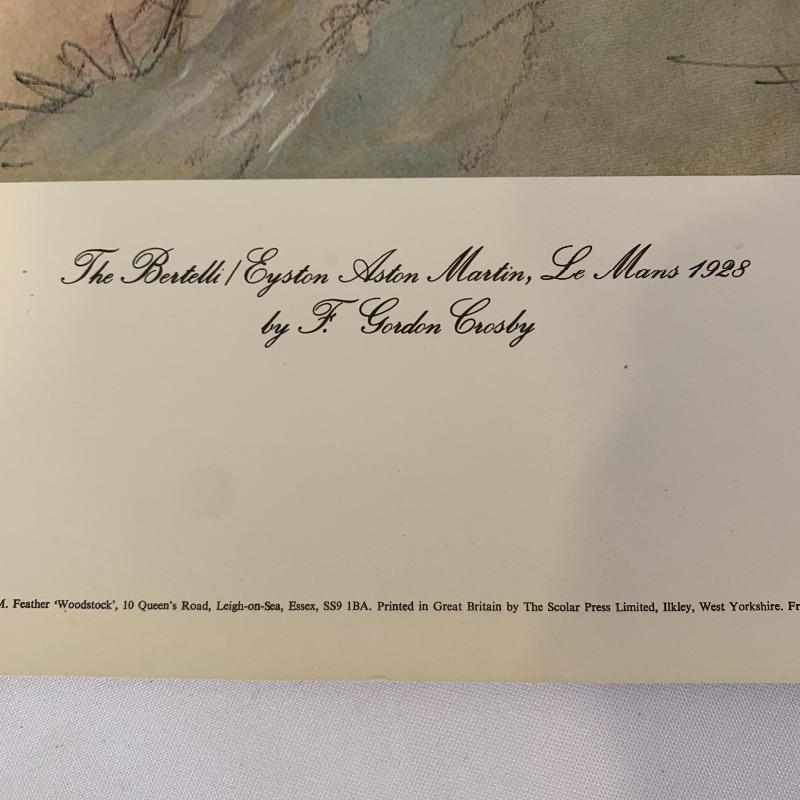 The Bertelli/Eyston Aston Martin, Le Mans 1928
by F. Gordon Crosby
M. Feather ‘Woodstock’, 10 Queen's Road, Leigh-on-Sea, Essex, SS9 1BA. Printed in Great Britain by The Scolar Press Limited, Ilkley, West Yorkshire. Fr